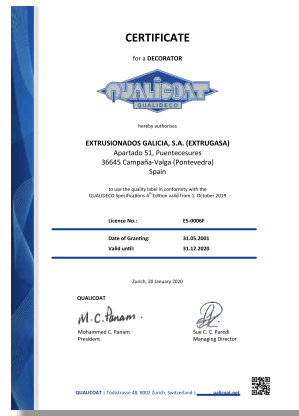 CERTIFICATE
for a DECORATOR
QUALICOAT
QUALIDECO
hereby authorises
EXTRUSIONADOS GALICIA, S.A. (EXTRUGASA)
Apartado 51, Puentecesures
36645 Campaña-Valga (Pontevedra)
Spain
to use the quality label in conformity with the
QUALIDECO Specifications 4th Edition valid from 1. October 2019
Licence No.: ES-0006F
Date of Granting: 31.05.2001
Valid until: 31.12.2020
Zurich, 20 January 2020
QUALICOAT
M.C. Panam.
Mohammed C. Panam Sue C. C. Paredi
President Managing Director
QUALICOAT | Tödistrasse 48, 8002 Zurich, Switzerland | qualicoat.net